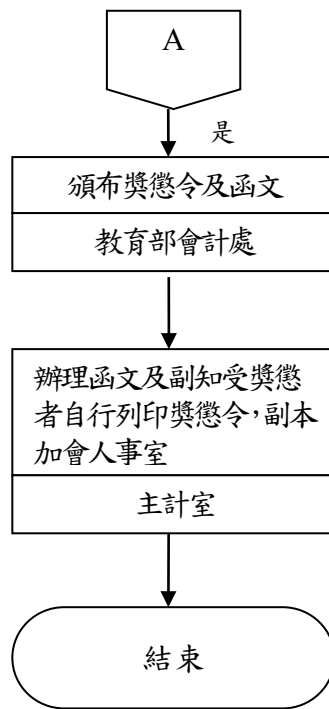 A
是
頒布獎懲令及函文
教育部會計處
辦理函文及副知受獎懲
者自行列印獎懲令，副本
加會人事室
主計室
結束